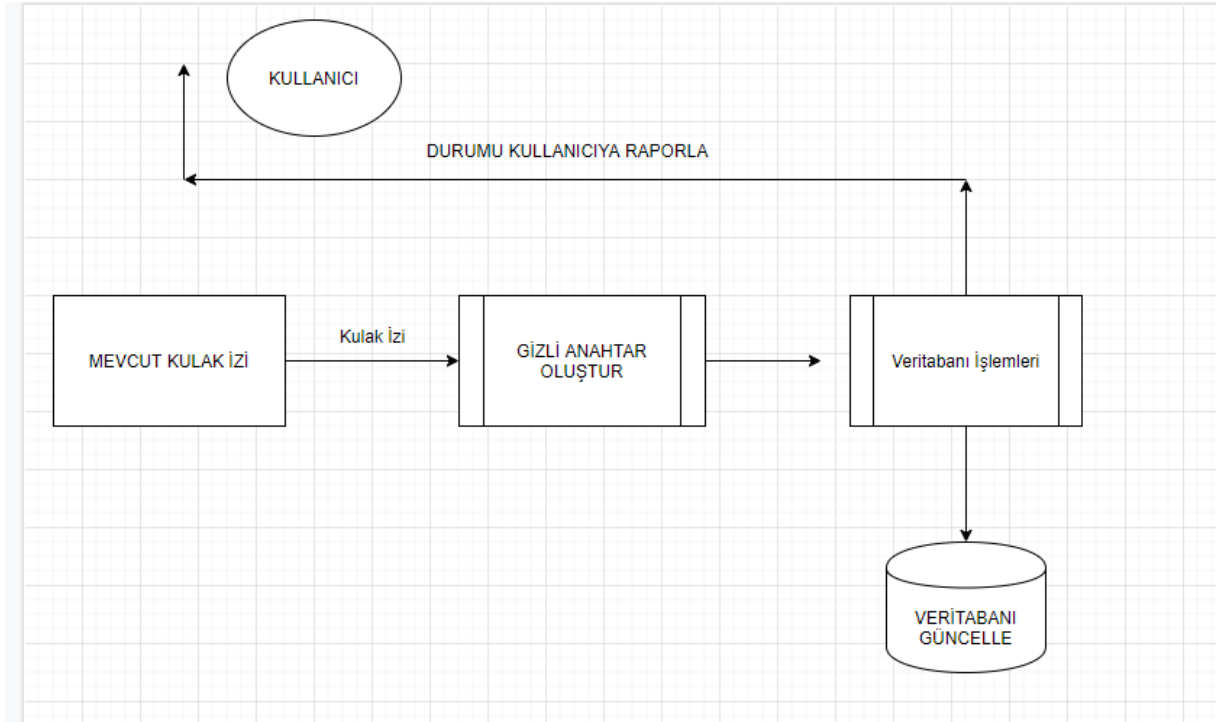 KULLANICI
DURUMU KULLANICIYA RAPORLA
MEVCUT KULAK İZİ
Kulak İzi
GİZLİ ANAHTAR
OLUŞTUR
Veritabanı İşlemleri
VERİTABANI
GÜNCELLE